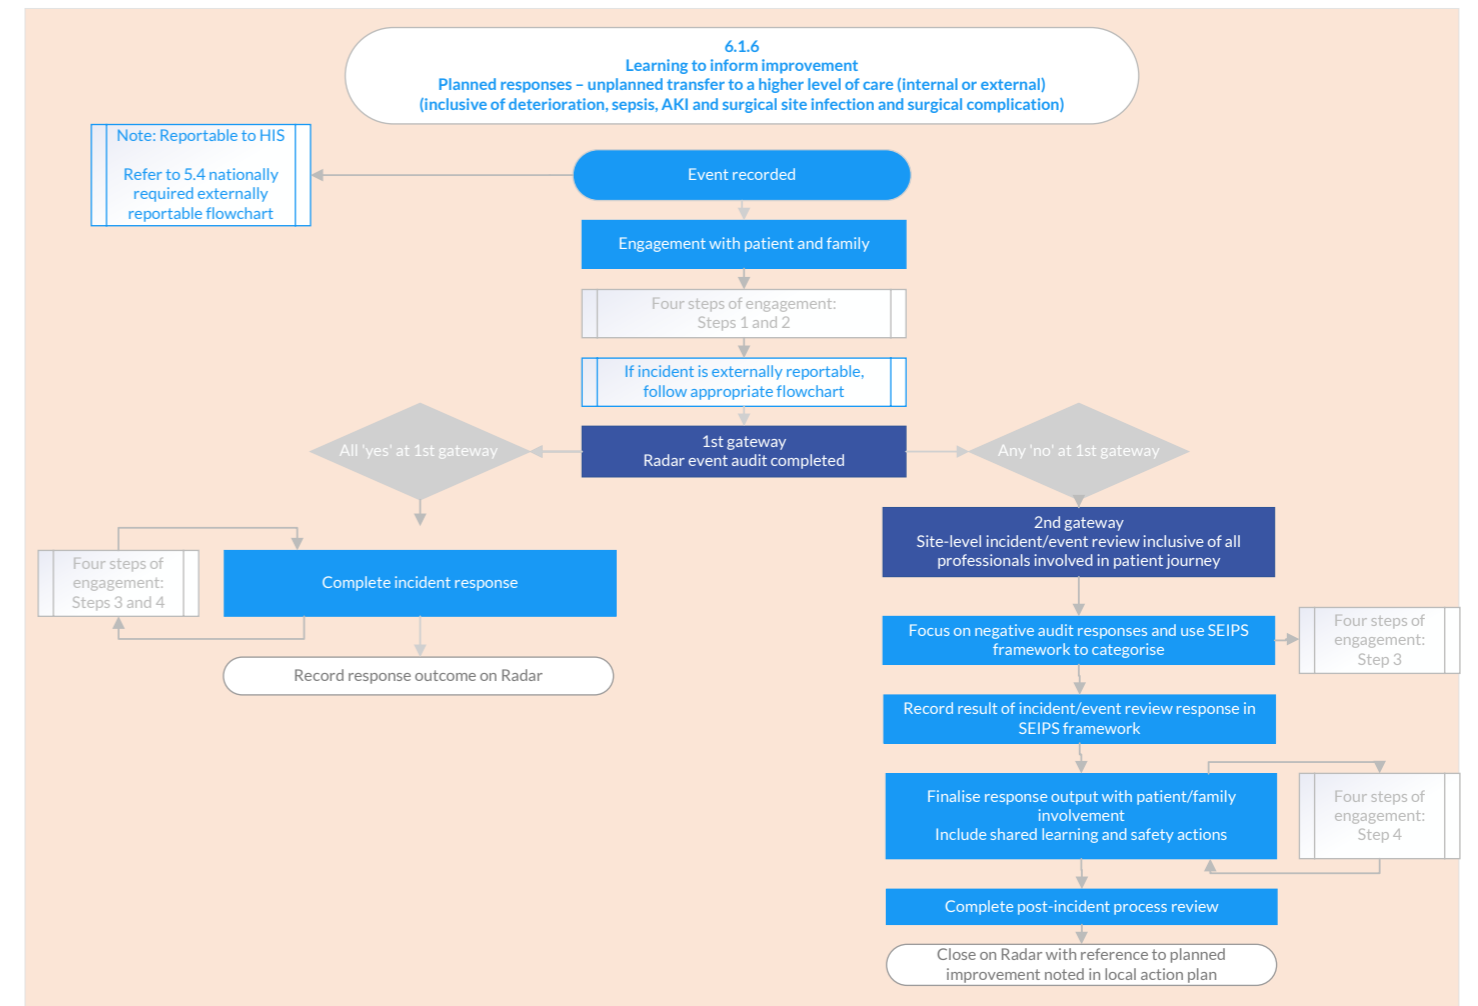 6.1.6
Learning to inform improvement
Planned responses – unplanned transfer to a higher level of care (internal or external)
(inclusive of deterioration, sepsis, AKI and surgical site infection and surgical complication)
Note: Reportable to HIS
Refer to 5.4 nationally
required externally
reportable flowchart
Event recorded
Engagement with patient and family
Four steps of engagement:
Steps 1 and 2
If incident is externally reportable,
follow appropriate flowchart
1st gateway
Radar event audit completed
All 'yes' at 1st gateway
Any 'no' at 1st gateway
Four steps of
engagement:
Steps 3 and 4
Complete incident response
Record response outcome on Radar
2nd gateway
Site-level incident/event review inclusive of all
professionals involved in patient journey
Focus on negative audit responses and use SEIPS
framework to categorise
Four steps of
engagement:
Step 3
Record result of incident/event review response in
SEIPS framework
Finalise response output with patient/family
involvement
Include shared learning and safety actions
Four steps of
engagement:
Step 4
Complete post-incident process review
Close on Radar with reference to planned
improvement noted in local action plan